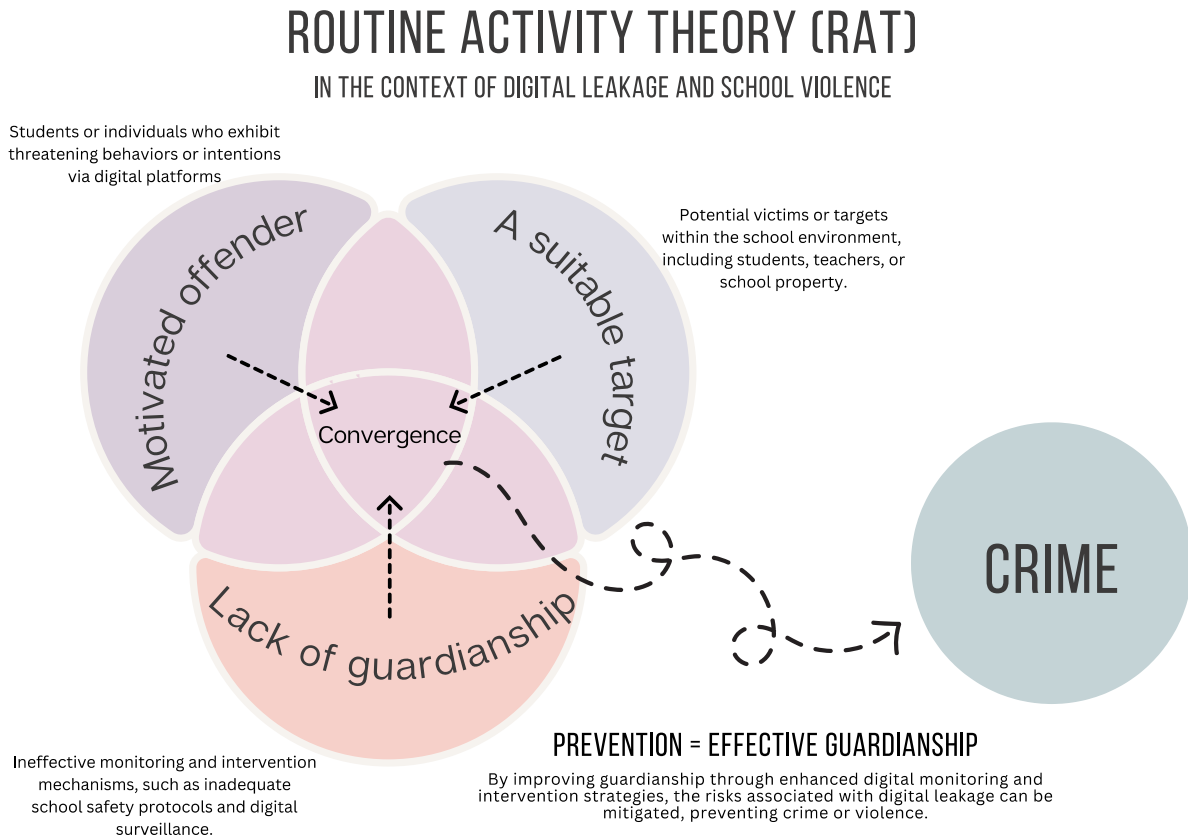 ROUTINE ACTIVITY THEORY (RAT)
IN THE CONTEXT OF DIGITAL LEAKAGE AND SCHOOL VIOLENCE
Students or individuals who exhibit
threatening behaviors or intentions
via digital platforms
Motivated offender
A suitable target
Potential victims or targets
within the school environment,
including students, teachers, or
school property.
Convergence
Lack of guardianship
CRIME
Ineffective monitoring and intervention
mechanisms, such as inadequate
school safety protocols and digital
surveillance.
PREVENTION = EFFECTIVE GUARDIANSHIP
By improving guardianship through enhanced digital monitoring and
intervention strategies, the risks associated with digital leakage can be
mitigated, preventing crime or violence.